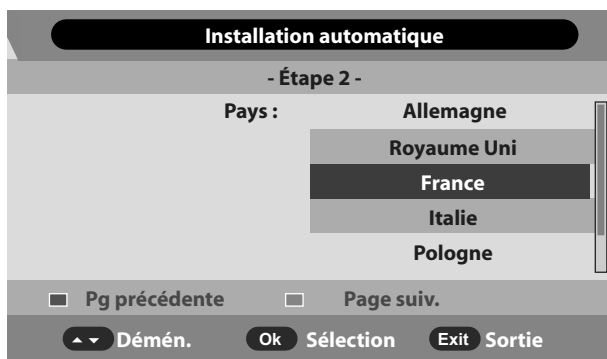 Installation automatique
- Étape 2 -
Pays : Allemagne
Royaume Uni
France
Italie
Pologne
Pg précédente Page suiv.
Démén. Ok Sélection Exit Sortie